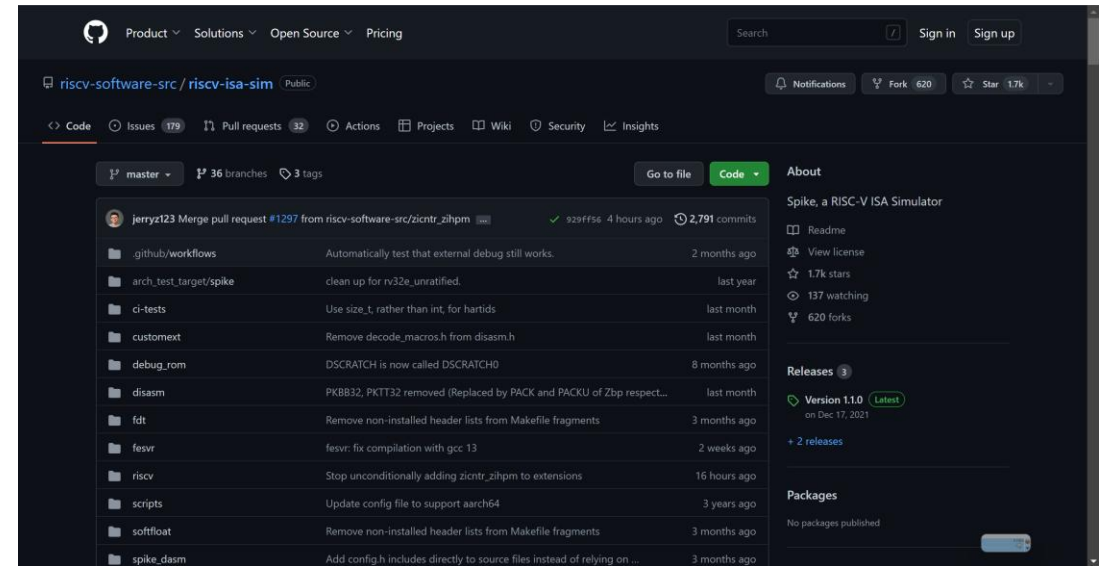 Product Solutions Open Source Pricing Search / Sign in Sign up
riscv-software-src / riscv-isa-sim Public Notifications Fork 620 Star 1.7k
<> Code Issues 179 Pull requests 32 Actions Projects Wiki Security Insights
master 36 branches 3 tags Go to file Code
jerryz123 Merge pull request #1297 from riscv-software-src/zicntr_zihpm ... 929ff56 4 hours ago 2,791 commits
.github/workflows Automatically test that external debug still works. 2 months ago
arch_test_target/spike clean up for rv32e_unratified. last year
ci-tests Use size_t, rather than int, for hartids last month
customext Remove decode_macros.h from disasm.h last month
debug_rom DSCRATCH is now called DSCRATCH0 8 months ago
disasm PKBB32, PKTT32 removed (Replaced by PACK and PACKU of Zbp respect... last month
fdt Remove non-installed header lists from Makefile fragments 3 months ago
fesvr fesvr: fix compilation with gcc 13 2 weeks ago
riscv Stop unconditionally adding zicntr_zihpm to extensions 16 hours ago
scripts Update config file to support aarch64 3 years ago
softfloat Remove non-installed header lists from Makefile fragments 3 months ago
spike_dasm Add config.h includes directly to source files instead of relying on ... 3 months ago
About
Spike, a RISC-V ISA Simulator
Readme
View license
1.7k stars
137 watching
620 forks
Releases 3
Version 1.1.0 Latest
on Dec 17, 2021
+ 2 releases
Packages
No packages published